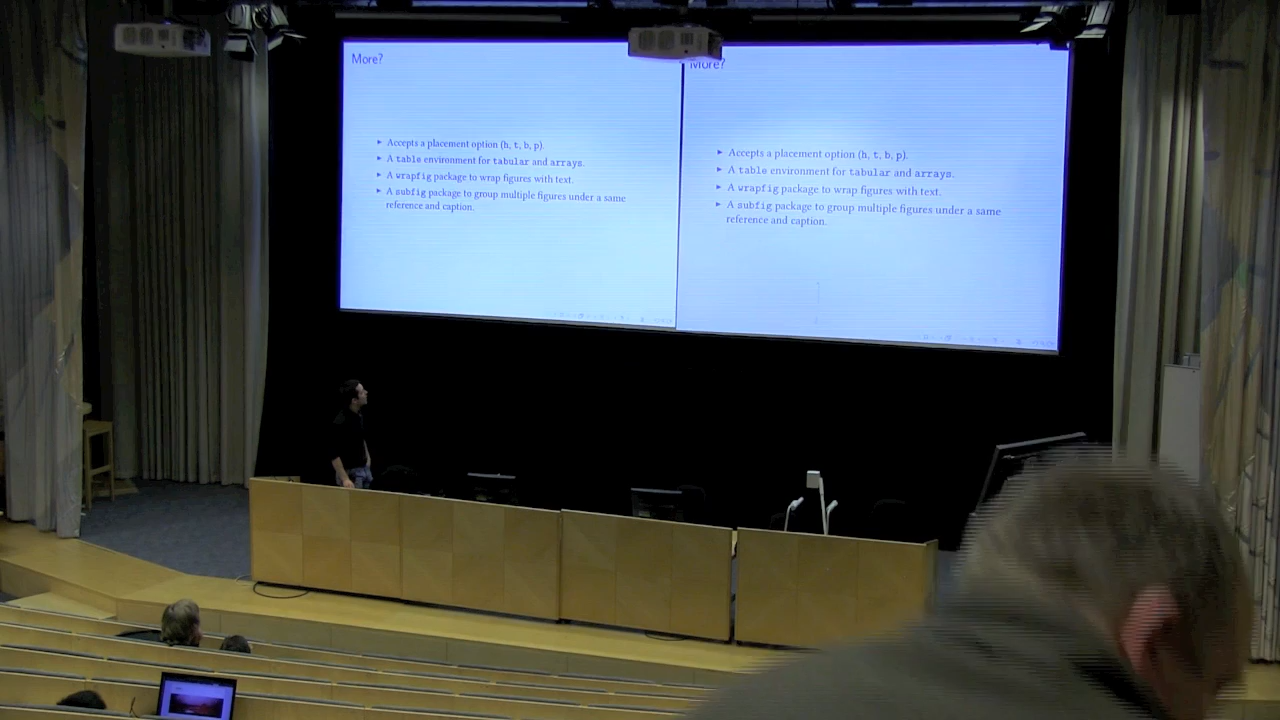 More?
► Accepts a placement option (h, t, b, p).
► A table environment for tabular and arrays.
► A wrapfig package to wrap figures with text.
► A subfig package to group multiple figures under a same
reference and caption.
More?
► Accepts a placement option (h, t, b, p).
► A table environment for tabular and arrays.
► A wrapfig package to wrap figures with text.
► A subfig package to group multiple figures under a same
reference and caption.